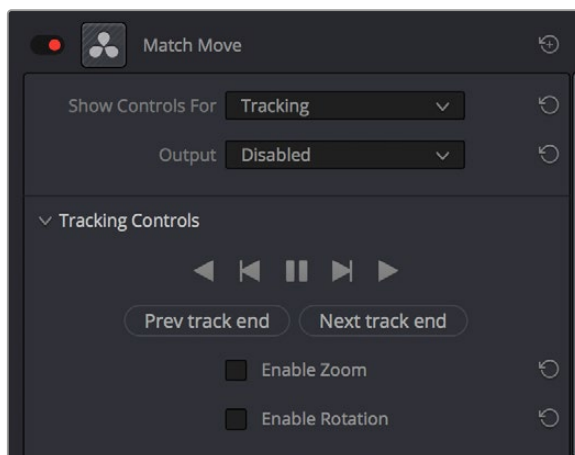 Match Move
Show Controls For Tracking
Output Disabled
Tracking Controls
Prev track end Next track end
Enable Zoom
Enable Rotation